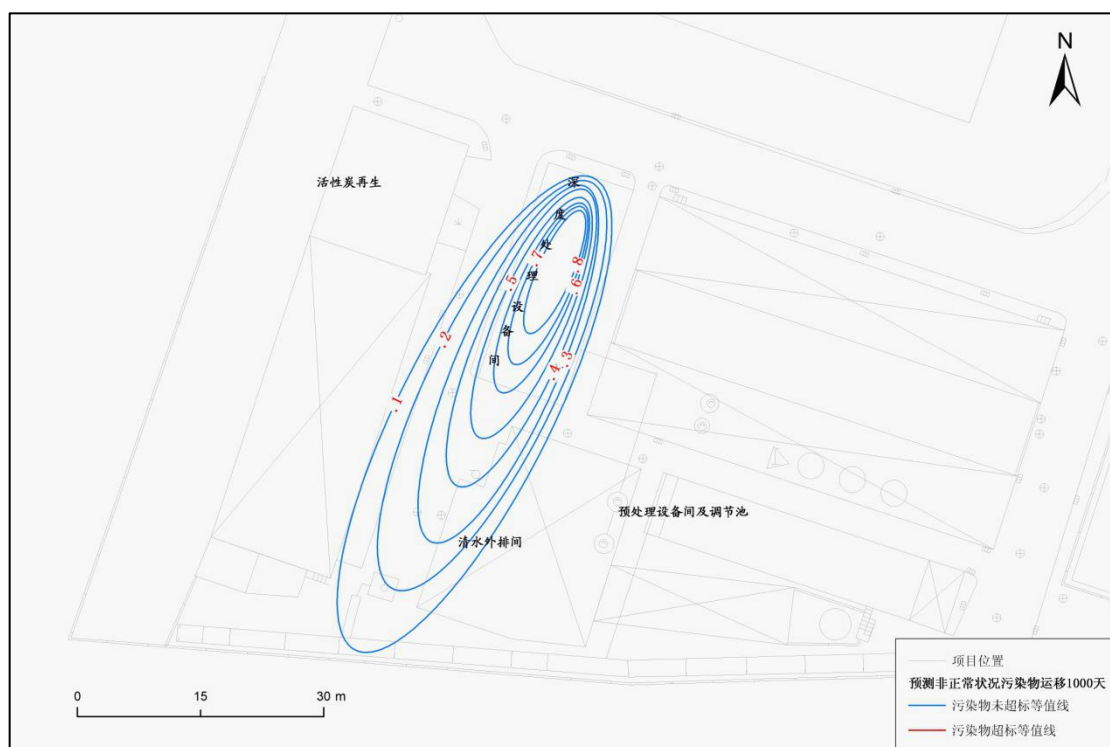 N
活性炭再生
深度处理设备间
.7
.8
.5
.6
.2
.3
.4
.1
预处理设备间及调节池
清水外排间
0 15 30 m
项目位置
预测非正常状况污染物运移1000天
污染物未超标等值线
污染物超标等值线